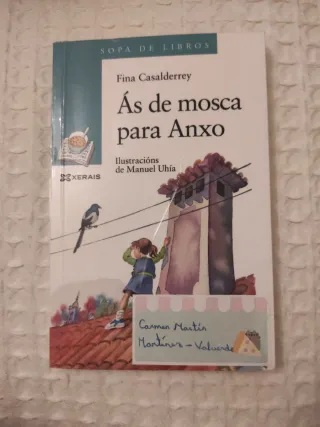 SOPA DE LIBROS
Fina Casalderrey
Ás de mosca
para Anxo
Ilustracións
de Manuel Uhía
XERAIS
Carmen Martín
Martínez - Valverde